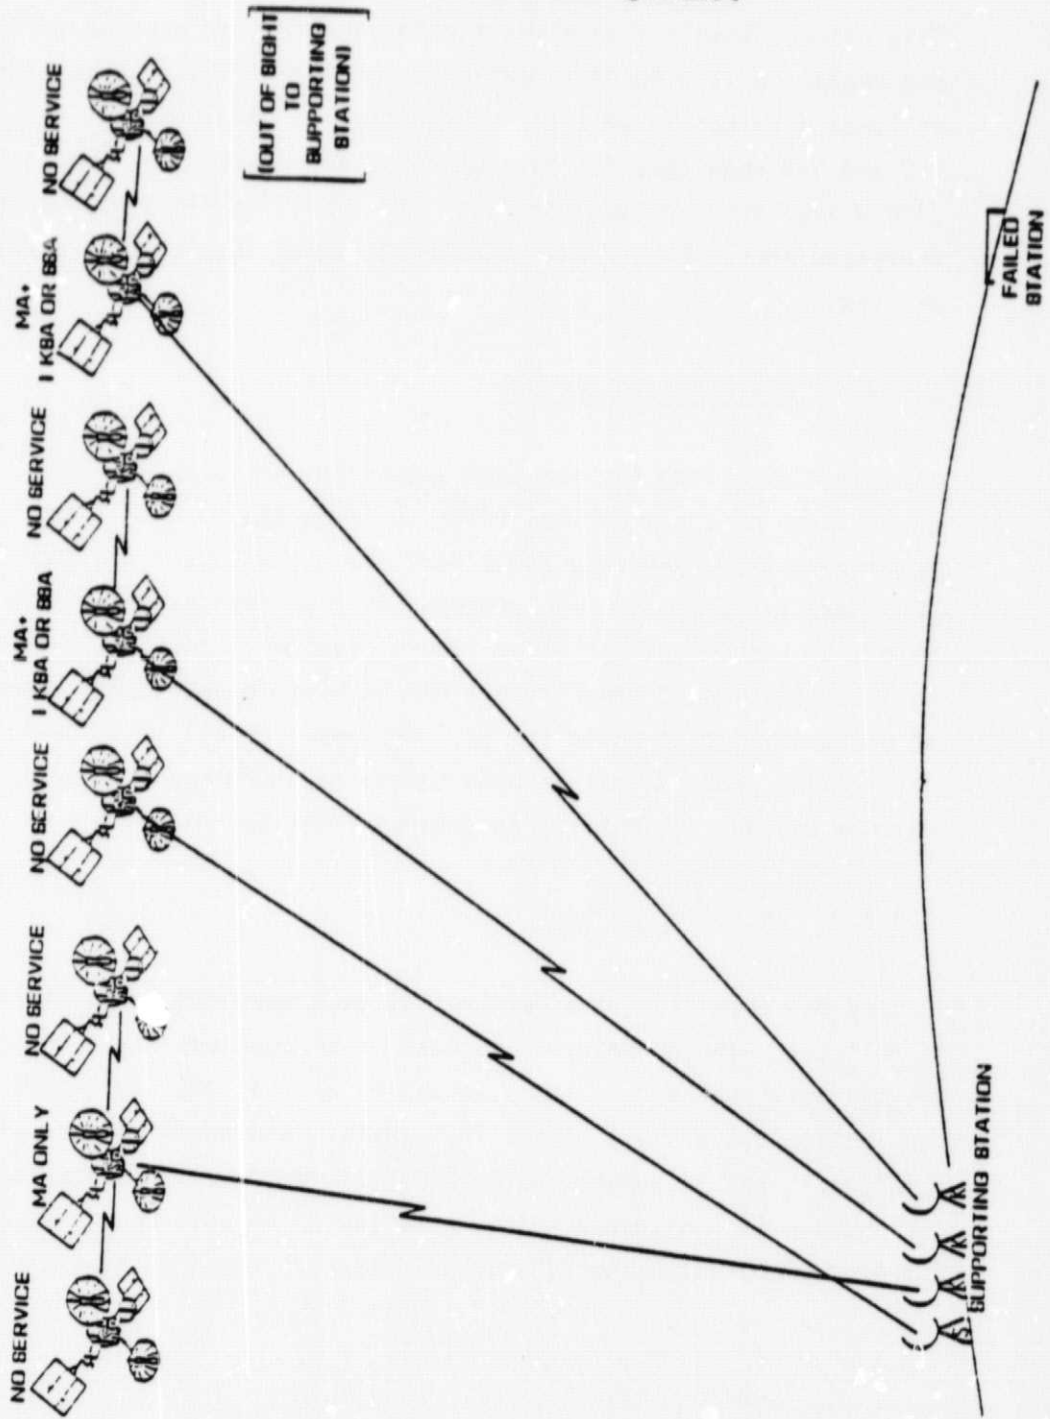 NO SERVICE
MA ONLY
NO SERVICE
NO SERVICE
MA+
1 KSA OR SSA
NO SERVICE
MA+
1 KSA OR SSA
NO SERVICE
(OUT OF SIGHT
TO
SUPPORTING
STATION)
SUPPORTING STATION
FAILED
STATION